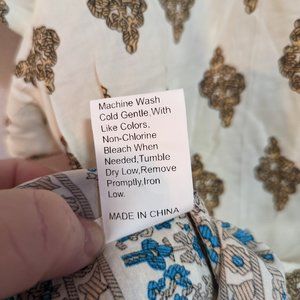 Machine Wash
Cold Gentle,With
Like Colors,
Non-Chlorine
Bleach When
Needed,Tumble
Dry Low,Remove
Promptly,Iron
Low.
MADE IN CHINA